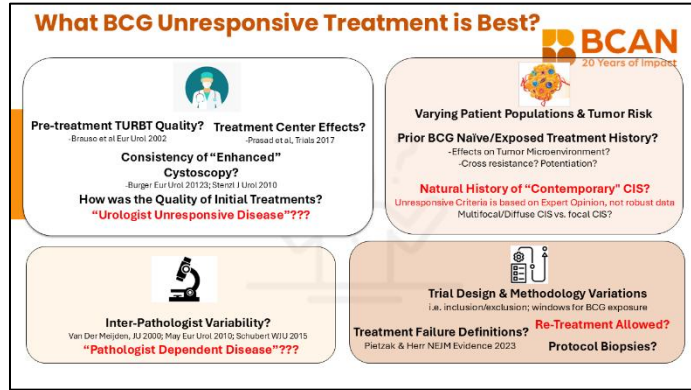 What BCG Unresponsive Treatment is Best?
BCAN
20 Years of Impact
Pre-treatment TURBT Quality?
-Brauso et al Eur Urol 2002
Treatment Center Effects?
-Prasad et al, Trials 2017
Consistency of "Enhanced"
Cystoscopy?
-Burger Eur Urol 20123; Stenzl J Urol 2010
How was the Quality of Initial Treatments?
"Urologist Unresponsive Disease"???
Varying Patient Populations & Tumor Risk
Prior BCG Naïve/Exposed Treatment History?
-Effects on Tumor Microenvironment?
-Cross resistance? Potentiation?
Natural History of "Contemporary" CIS?
Unresponsive Criteria is based on Expert Opinion, not robust data
Multifocal/Diffuse CIS vs. focal CIS?
Inter-Pathologist Variability?
Van Der Meijden, JU 2000; May Eur Urol 2010; Schubert WJU 2015
"Pathologist Dependent Disease"???
Trial Design & Methodology Variations
i.e. inclusion/exclusion; windows for BCG exposure
Treatment Failure Definitions?
Pietzak & Herr NEJM Evidence 2023
Re-Treatment Allowed?
Protocol Biopsies?